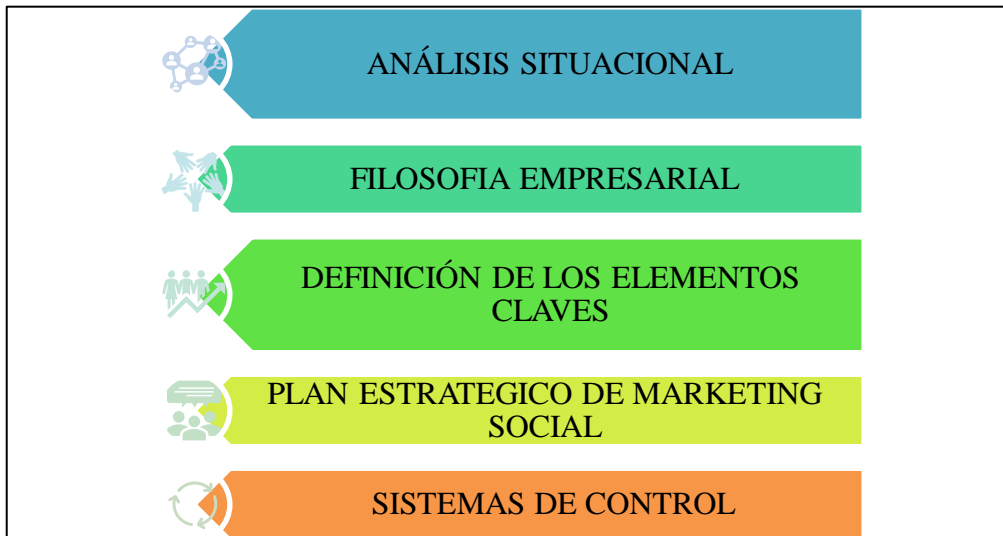 ANÁLISIS SITUACIONAL
FILOSOFIA EMPRESARIAL
DEFINICIÓN DE LOS ELEMENTOS
CLAVES
PLAN ESTRATEGICO DE MARKETING
SOCIAL
SISTEMAS DE CONTROL